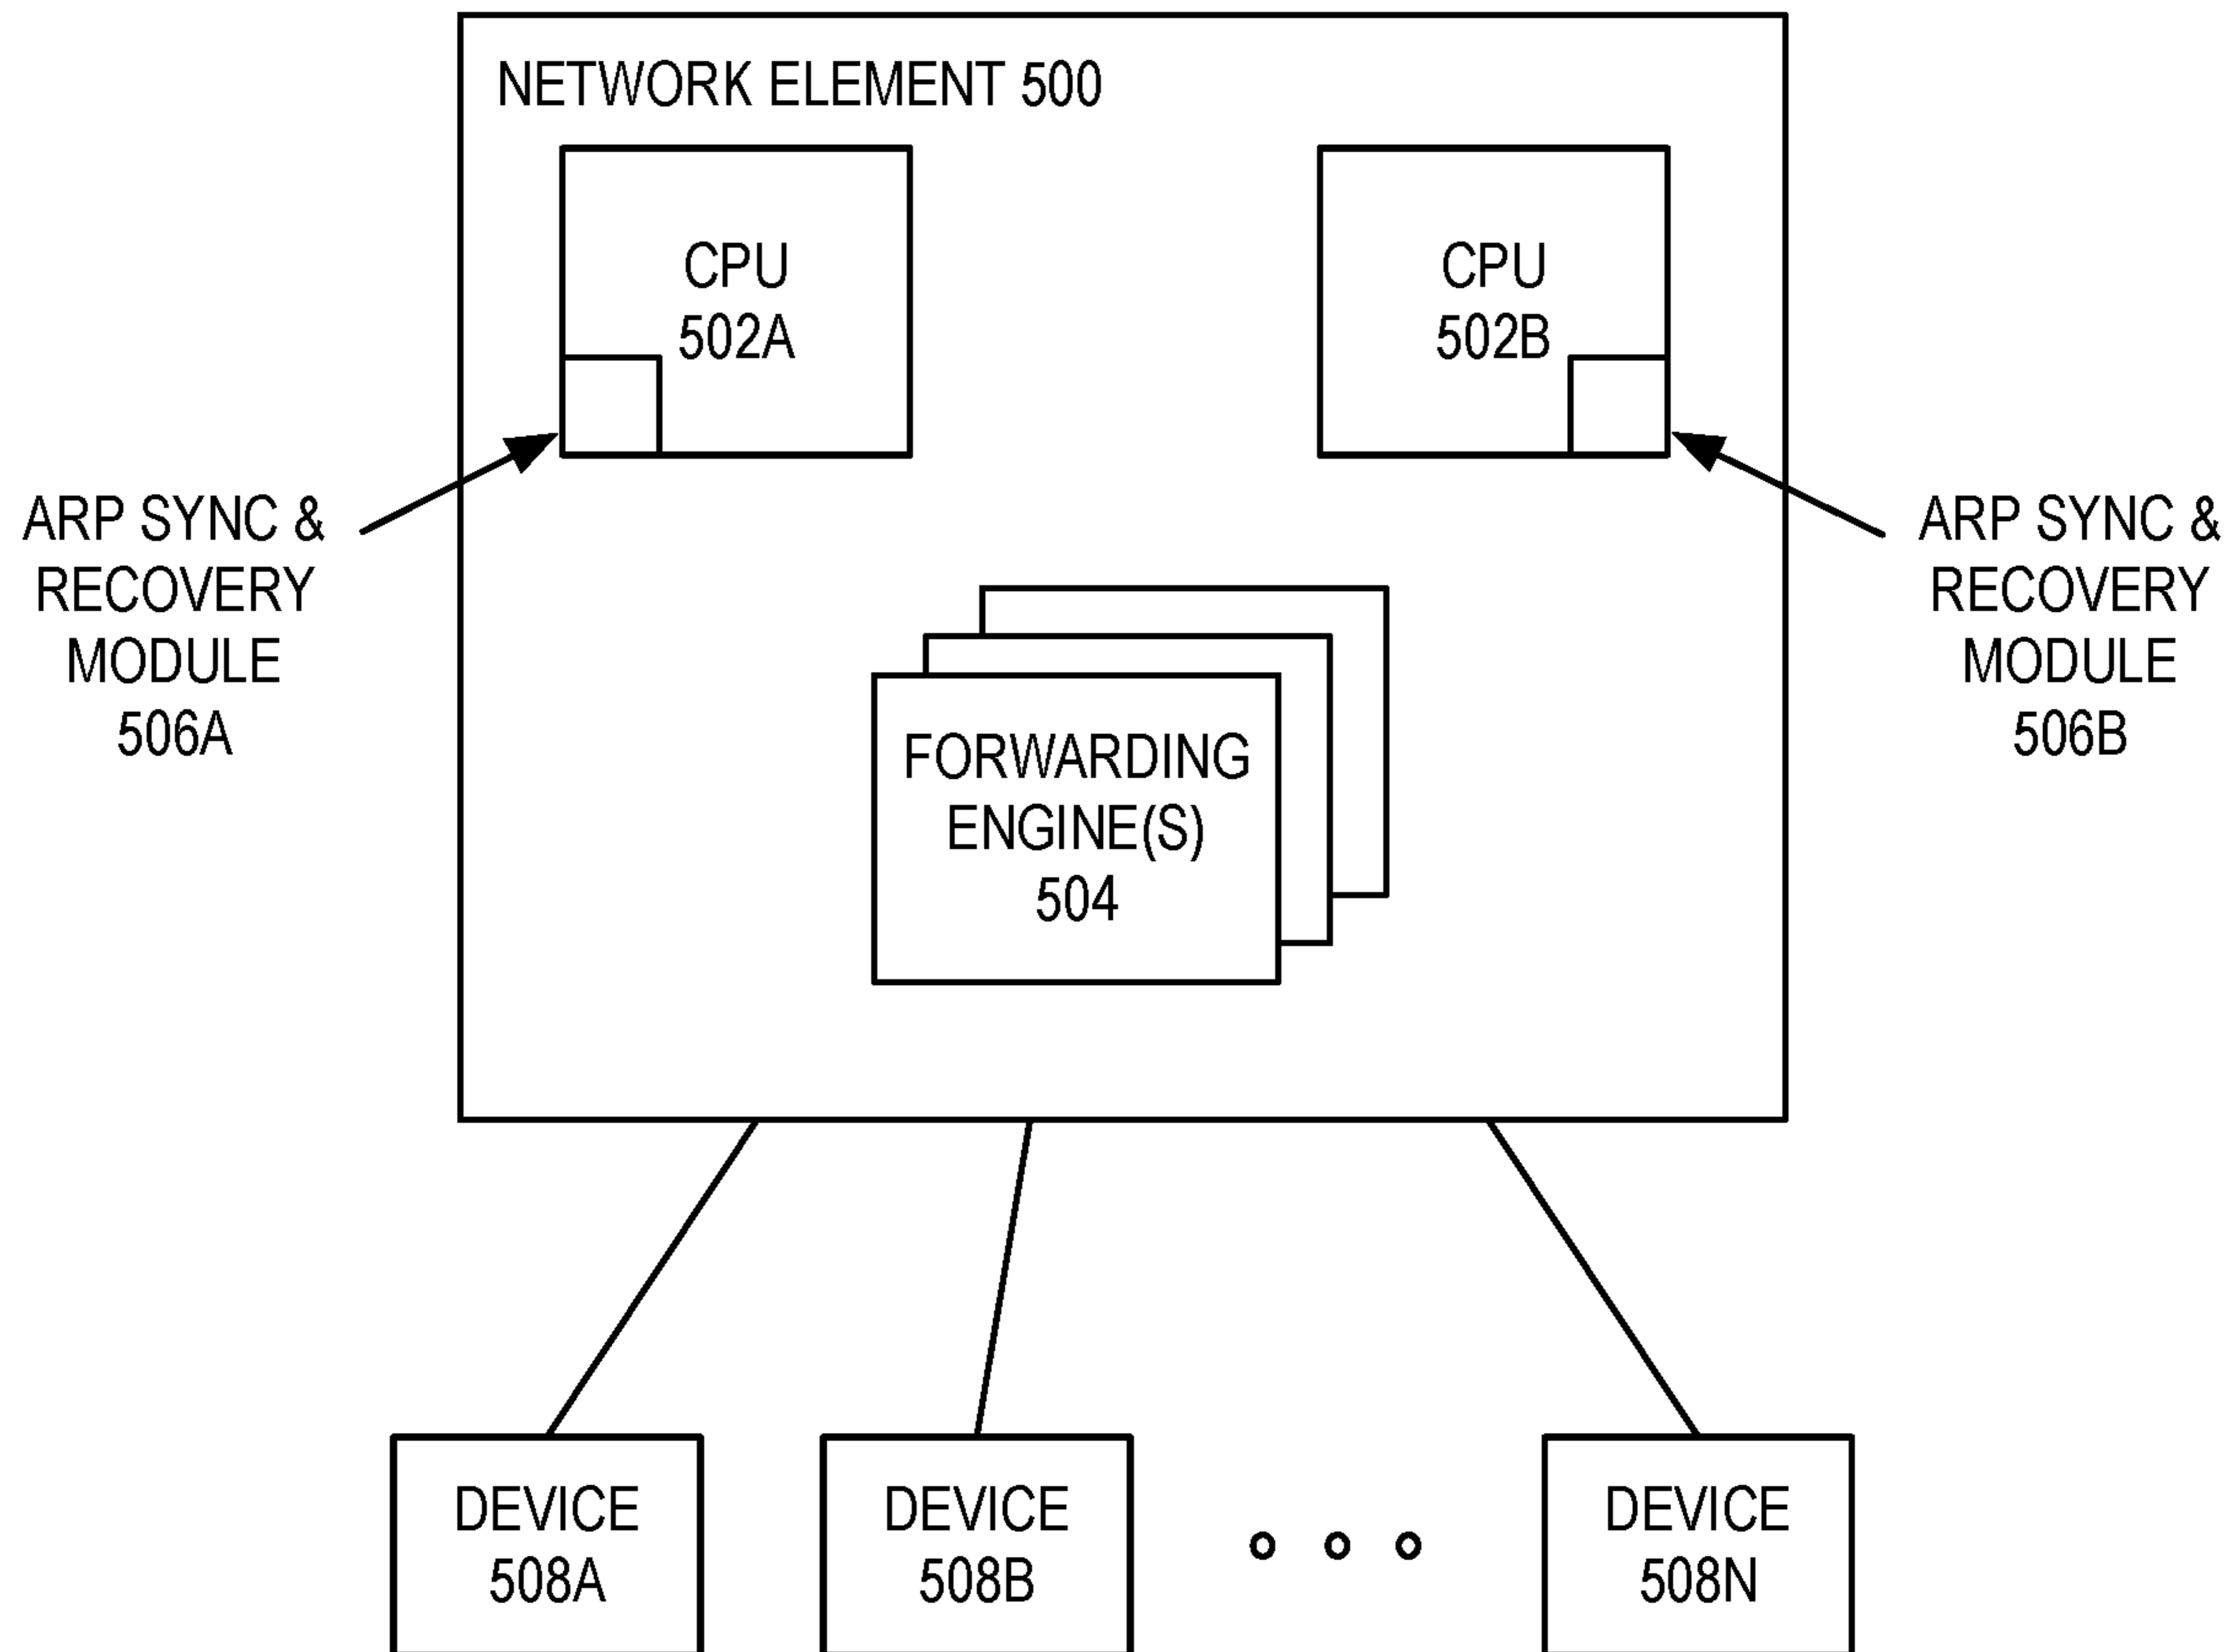 NETWORK ELEMENT 500
CPU
502A
CPU
502B
ARP SYNC &
RECOVERY
MODULE
506A
ARP SYNC &
RECOVERY
MODULE
506B
FORWARDING
ENGINE(S)
504
DEVICE
508A
DEVICE
508B
DEVICE
508N